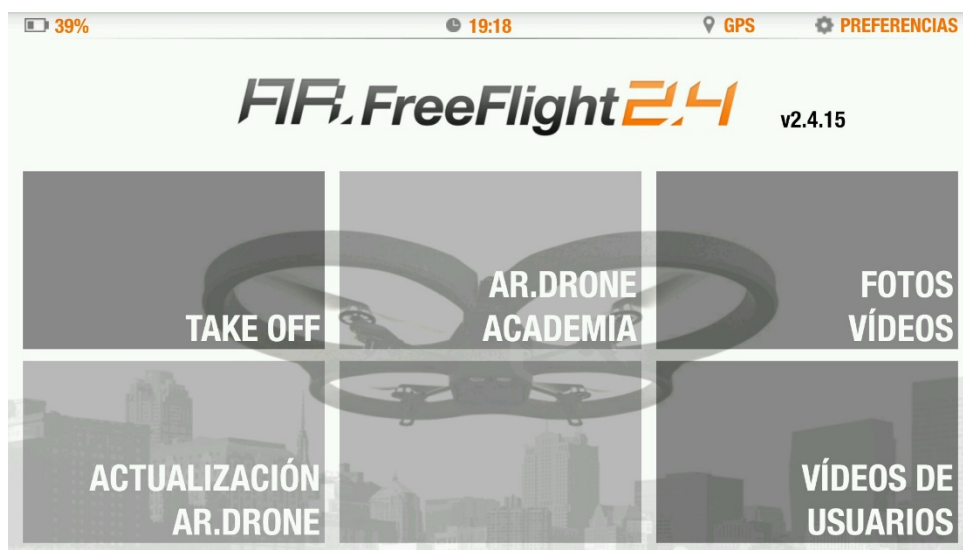 39%
19:18
GPS
PREFERENCIAS
AR.FreeFlight2.4
v2.4.15
TAKE OFF
AR.DRONE
ACADEMIA
FOTOS
VÍDEOS
ACTUALIZACIÓN
AR.DRONE
VÍDEOS DE
USUARIOS